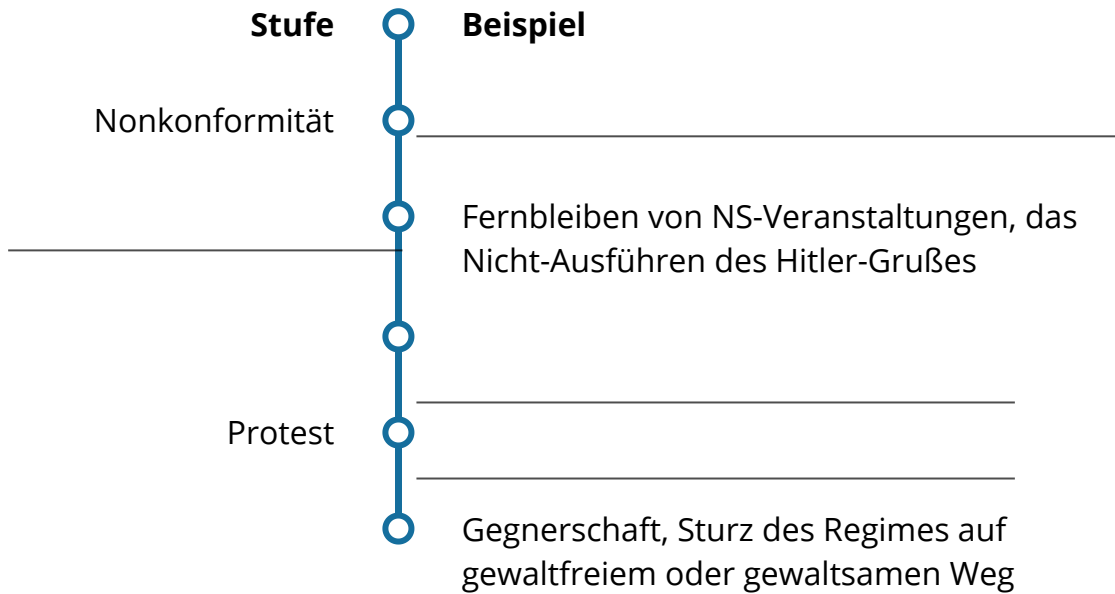 Stufe
Beispiel
Nonkonformität
Fernbleiben von NS-Veranstaltungen, das
Nicht-Ausführen des Hitler-Grußes
Protest
Gegnerschaft, Sturz des Regimes auf
gewaltfreiem oder gewaltsamen Weg